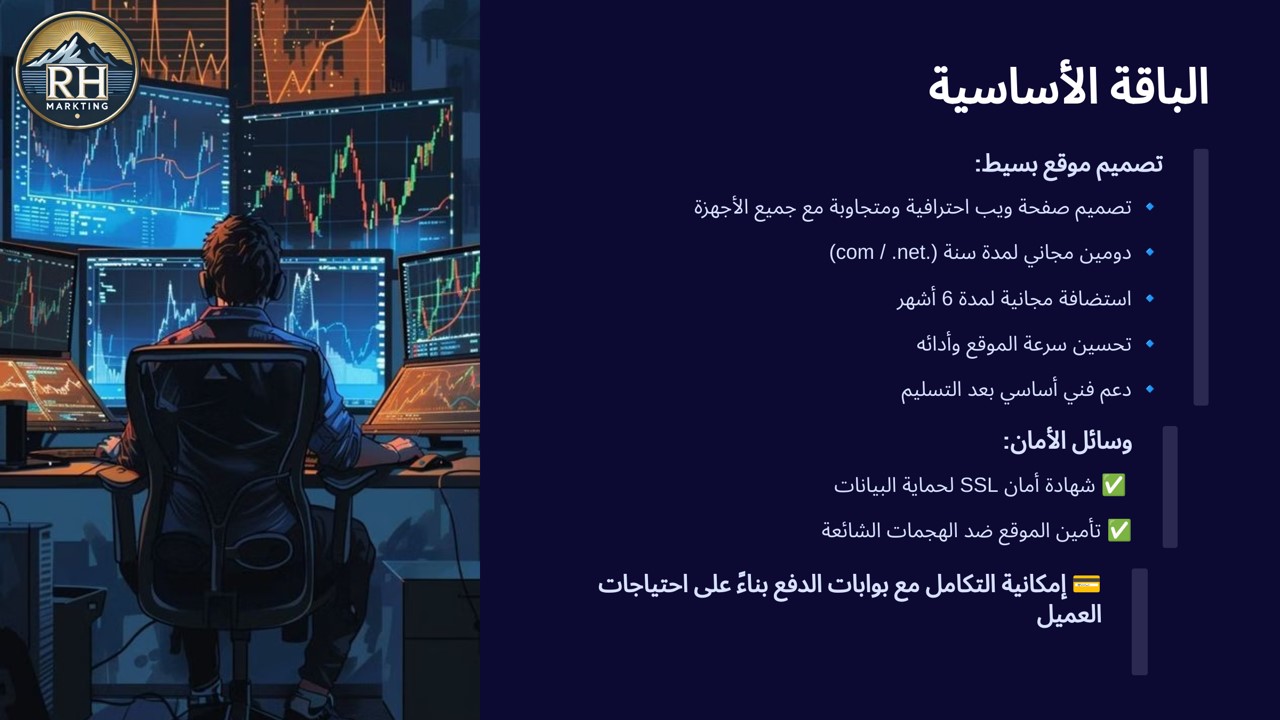 RH
MARKTING
الباقة الأساسية
تصميم موقع بسيط:
🔹 تصميم صفحة ويب احترافية ومتجاوبة مع جميع الأجهزة
🔹 دومين مجاني لمدة سنة (.com / .net)
🔹 استضافة مجانية لمدة 6 أشهر
🔹 تحسين سرعة الموقع وأدائه
🔹 دعم فني أساسي بعد التسليم
وسائل الأمان:
✅ شهادة أمان SSL لحماية البيانات
✅ تأمين الموقع ضد الهجمات الشائعة
💳 إمكانية التكامل مع بوابات الدفع بناءً على احتياجات
العميل